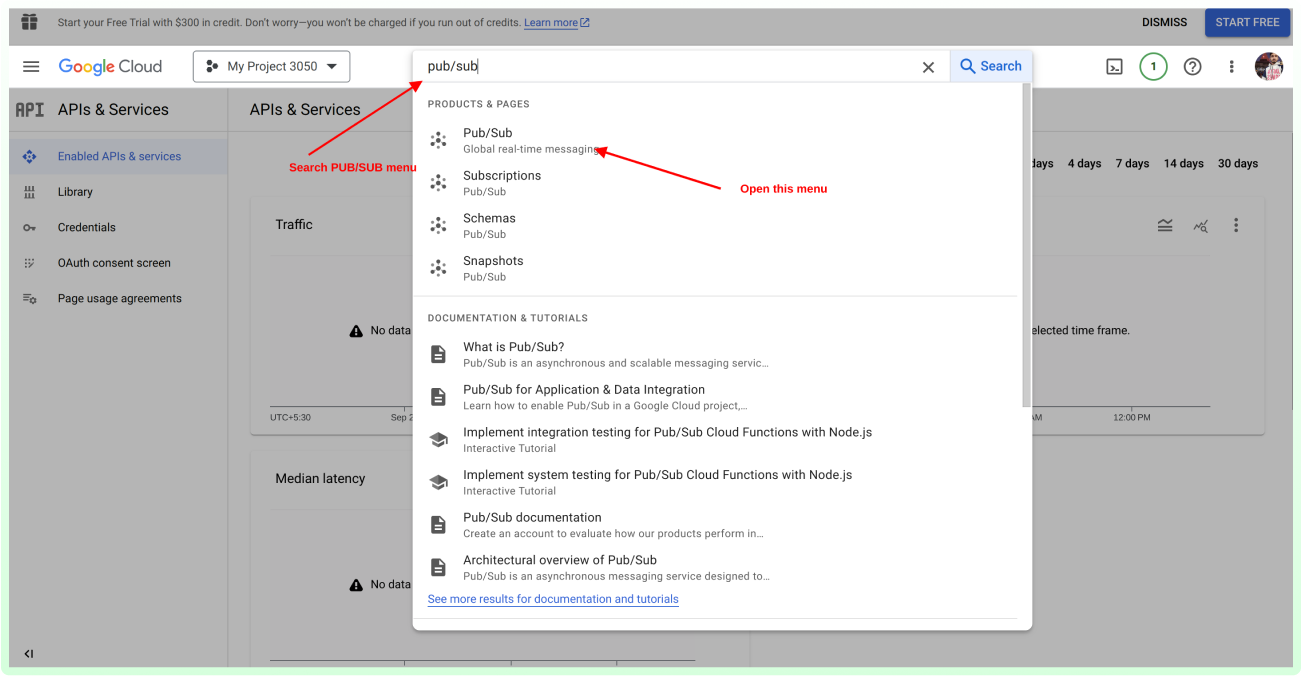 Start your Free Trial with $300 in credit. Don't worry—you won't be charged if you run out of credits. Learn more
DISMISS
START FREE
Google Cloud
My Project 3050
pub/sub
Search
1
API
APIs & Services
APIs & Services
PRODUCTS & PAGES
Pub/Sub
Global real-time messaging
Enabled APIs & services
days
4 days
7 days
14 days
30 days
Search PUB/SUB menu
Subscriptions
Pub/Sub
Open this menu
Library
Schemas
Pub/Sub
Traffic
Credentials
OAuth consent screen
Snapshots
Pub/Sub
Page usage agreements
DOCUMENTATION & TUTORIALS
No data
elected time frame.
What is Pub/Sub?
Pub/Sub is an asynchronous and scalable messaging servic...
Pub/Sub for Application & Data Integration
Learn how to enable Pub/Sub in a Google Cloud project,...
UTC+5:30
Sep 2
AM
12:00 PM
Implement integration testing for Pub/Sub Cloud Functions with Node.js
Interactive Tutorial
Median latency
Implement system testing for Pub/Sub Cloud Functions with Node.js
Interactive Tutorial
Pub/Sub documentation
Create an account to evaluate how our products perform in...
Architectural overview of Pub/Sub
Pub/Sub is an asynchronous messaging service designed to...
No data
See more results for documentation and tutorials